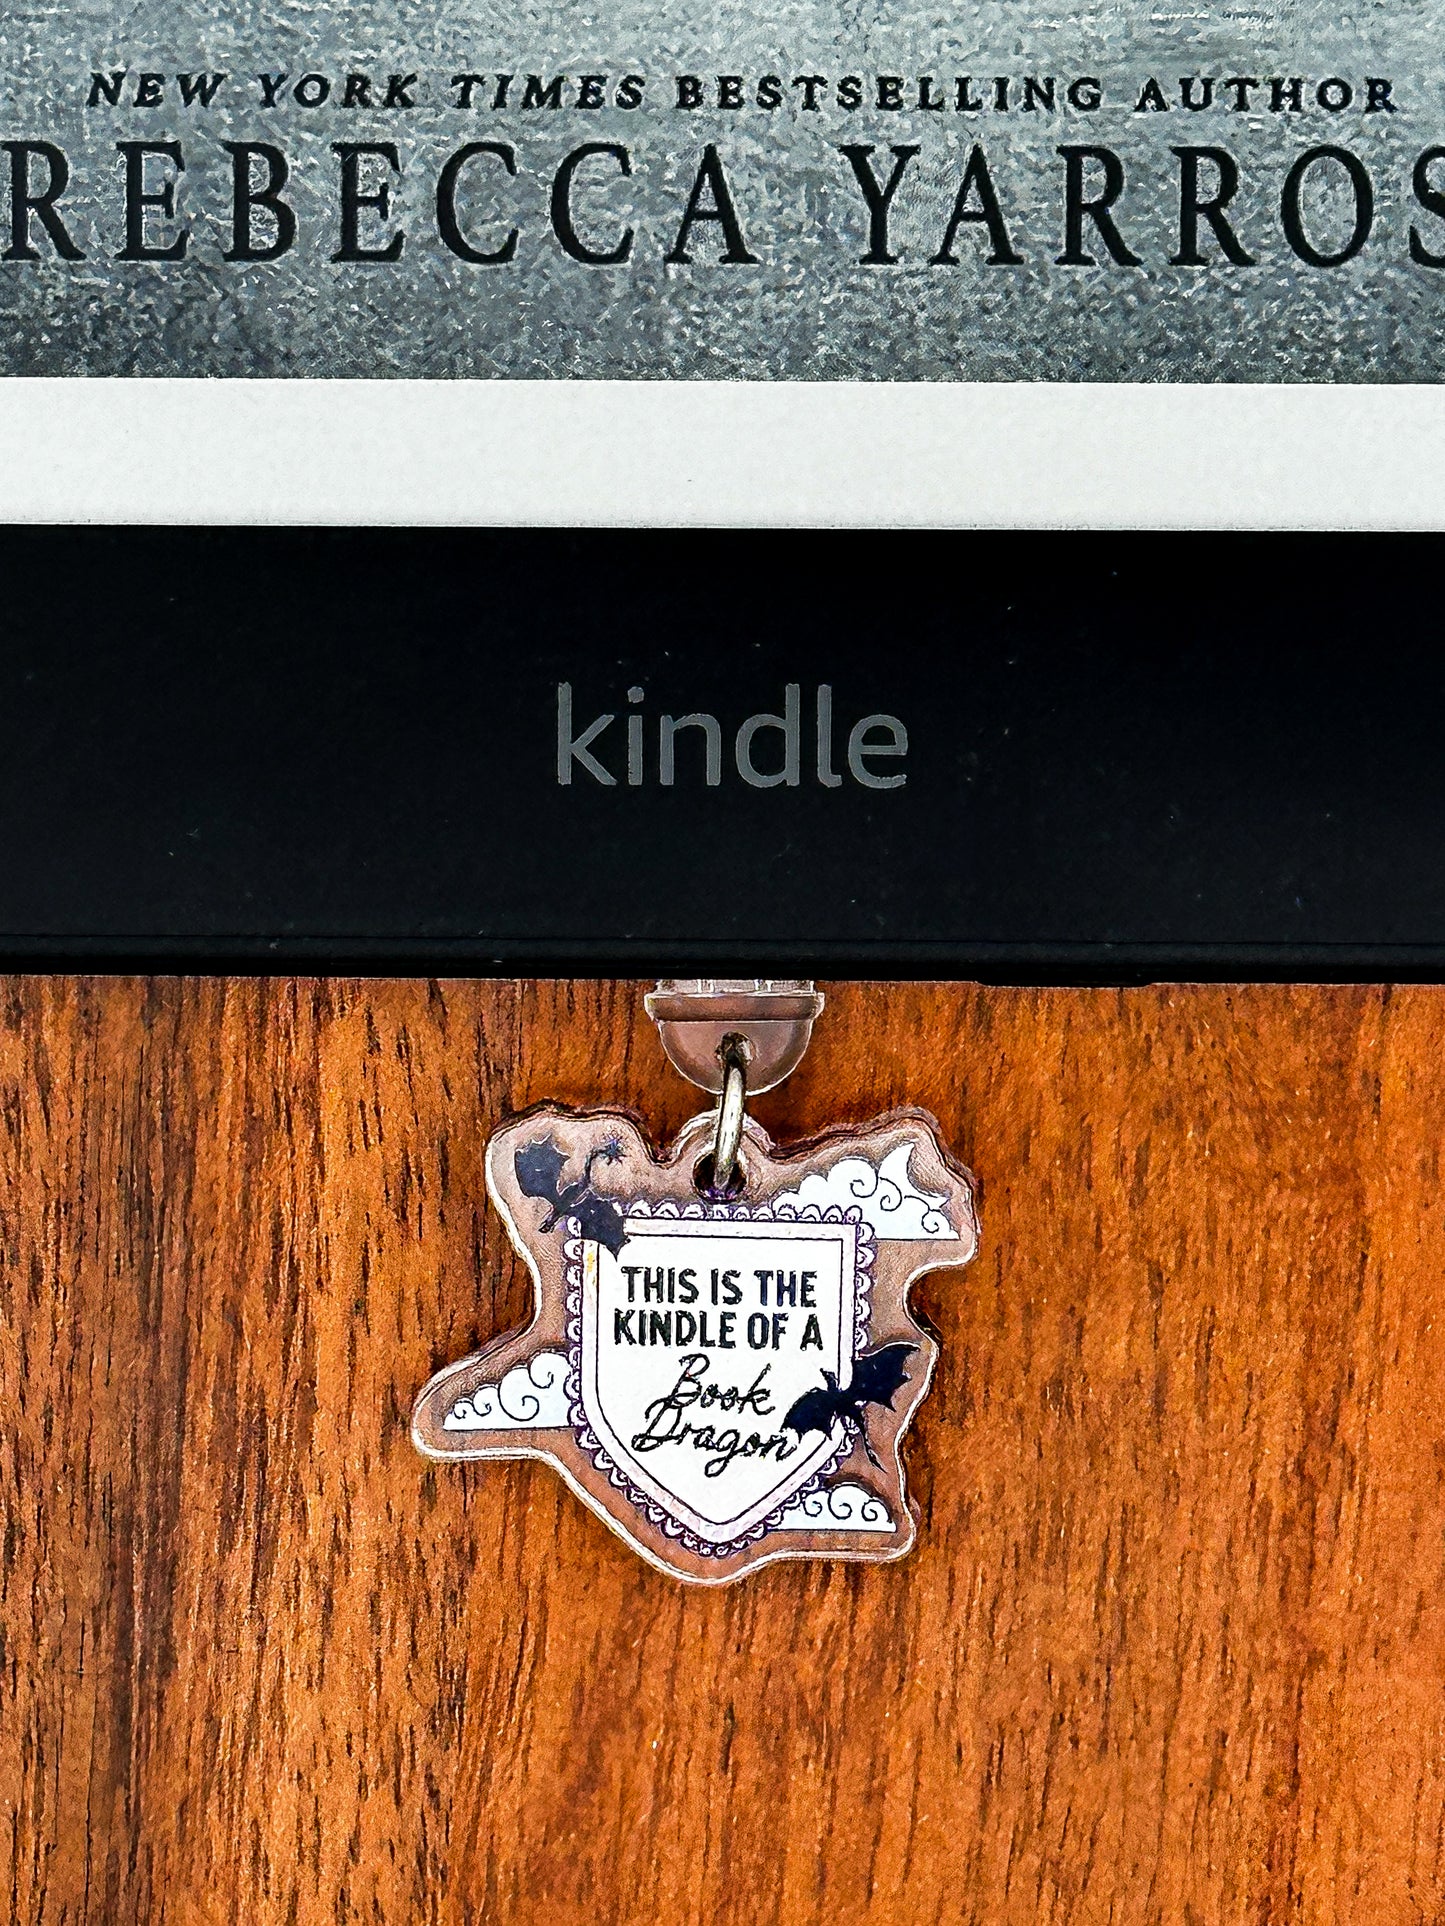 NEW YORK TIMES BESTSELLING AUTHOR
REBECCA YARROS
kindle
THIS IS THE
KINDLE OF A
Book
Dragon